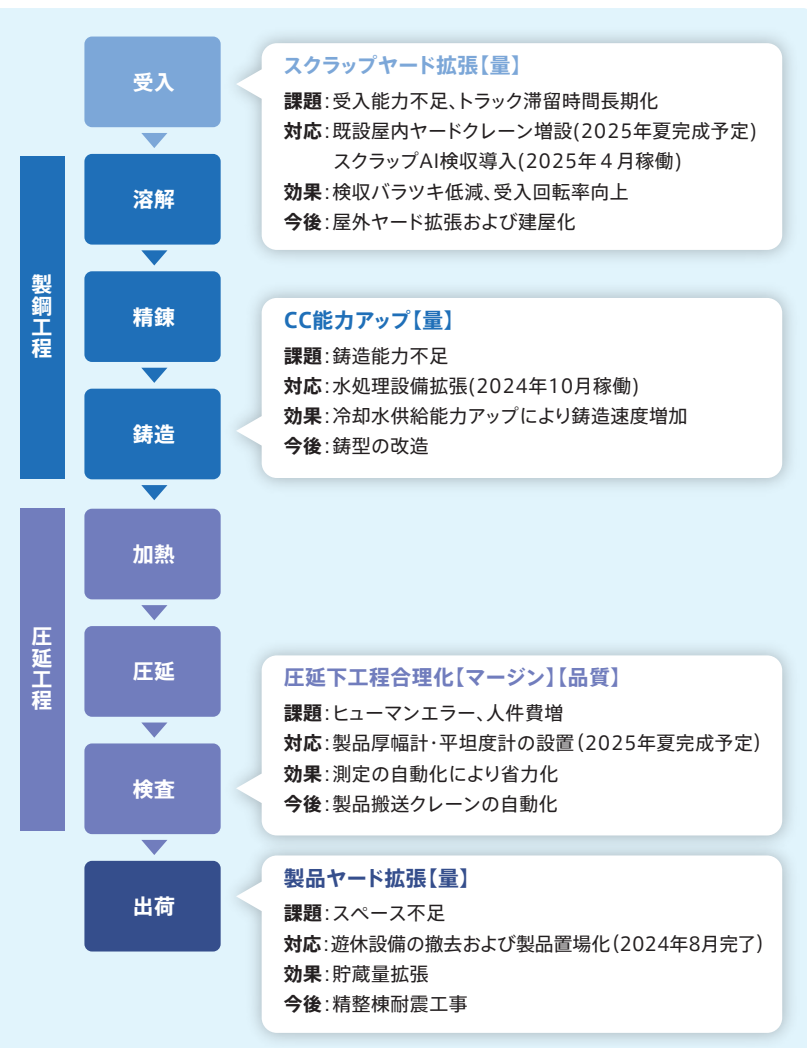 受入
スクラップヤード拡張【量】
課題:受入能力不足、トラック滞留時間長期化
対応:既設屋内ヤードクレーン増設(2025年夏完成予定)
スクラップAI検収導入(2025年4月稼働)
効果:検収バラツキ低減、受入回転率向上
今後:屋外ヤード拡張および建屋化
製鋼工程
溶解
精錬
鋳造
CC能力アップ【量】
課題:鋳造能力不足
対応:水処理設備拡張(2024年10月稼働)
効果:冷却水供給能力アップにより鋳造速度増加
今後:鋳型の改造
圧延工程
加熱
圧延
検査
圧延下工程合理化【マージン】【品質】
課題:ヒューマンエラー、人件費増
対応:製品厚幅計・平坦度計の設置(2025年夏完成予定)
効果:測定の自動化により省力化
今後:製品搬送クレーンの自動化
出荷
製品ヤード拡張【量】
課題:スペース不足
対応:遊休設備の撤去および製品置場化(2024年8月完了)
効果:貯蔵量拡張
今後:精整棟耐震工事